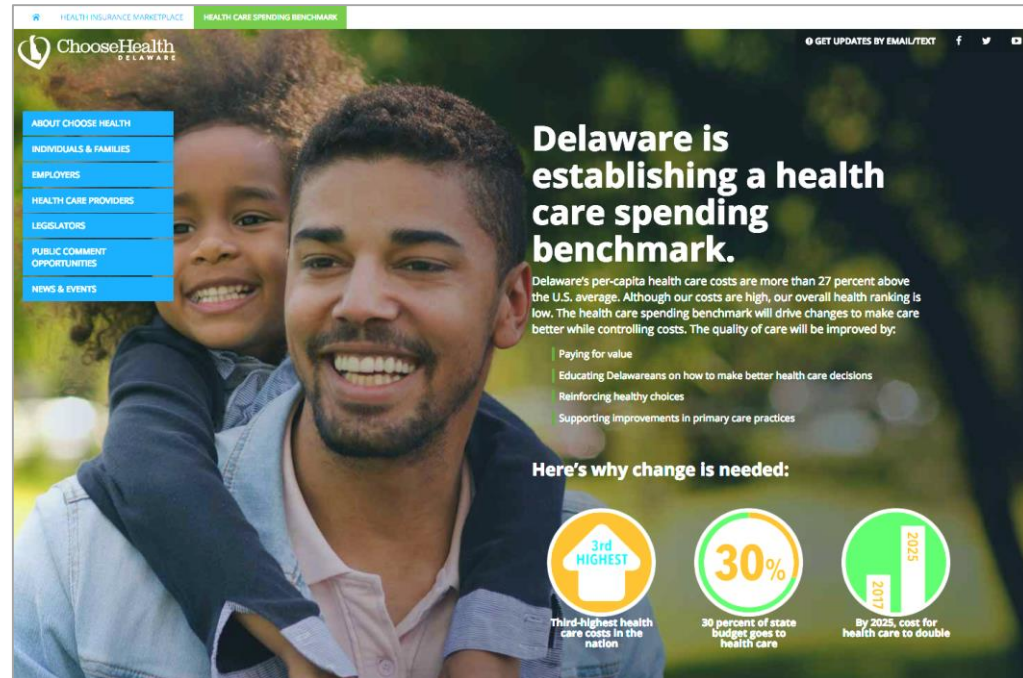 HEALTH INSURANCE MARKETPLACE
HEALTH CARE SPENDING BENCHMARK
ChooseHealth
DELAWARE
GET UPDATES BY EMAIL/TEXT
ABOUT CHOOSE HEALTH
INDIVIDUALS & FAMILIES
EMPLOYERS
HEALTH CARE PROVIDERS
LEGISLATORS
PUBLIC COMMENT
OPPORTUNITIES
NEWS & EVENTS
Delaware is
establishing a health
care spending
benchmark.
Delaware's per-capita health care costs are more than 27 percent above
the U.S. average. Although our costs are high, our overall health ranking is
low. The health care spending benchmark will drive changes to make care
better while controlling costs. The quality of care will be improved by:
Paying for value
Educating Delawareans on how to make better health care decisions
Reinforcing healthy choices
Supporting improvements in primary care practices
Here's why change is needed:
3rd
HIGHEST
Third-highest health
care costs in the
nation
30%
30 percent of state
budget goes to
health care
2017
2025
By 2025, cost for
health care to double